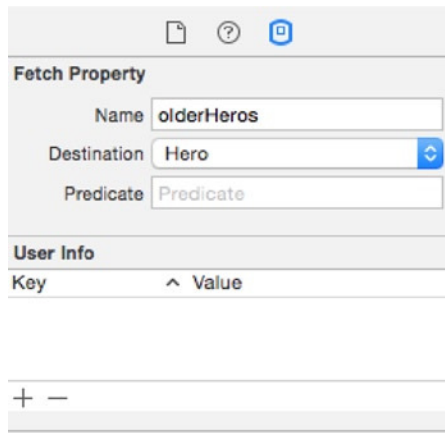 Fetch Property
Name olderHeros
Destination Hero
Predicate Predicate
User Info
Key Value